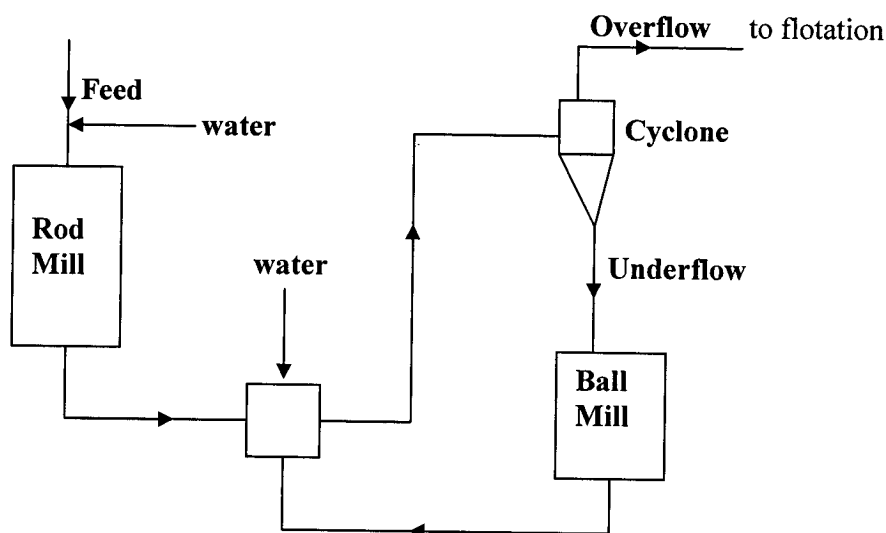 Overflow to flotation
Feed
water
Cyclone
Rod
Mill
water
Underflow
Ball
Mill